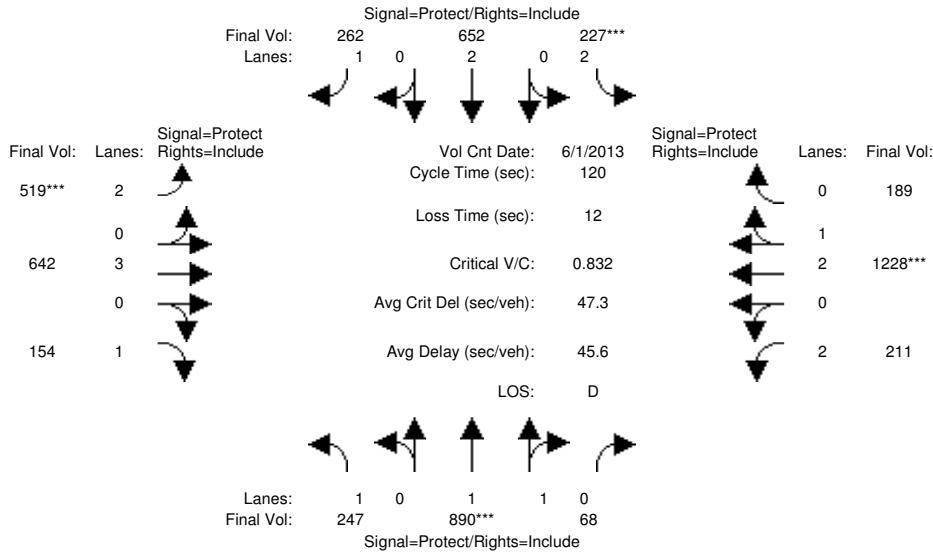 Signal=Protect/Rights=Include
Final Vol: 262 652 227***
Lanes: 1 0 2 0 2
Signal=Protect
Final Vol: Lanes: Rights=Include
Vol Cnt Date: 6/1/2013
Signal=Protect
Rights=Include Lanes: Final Vol:
Cycle Time (sec): 120
519*** 2
0 189
Loss Time (sec): 12
0
1
642 3
Critical V/C: 0.832
2 1228***
0
Avg Crit Del (sec/veh): 47.3
0
154 1
Avg Delay (sec/veh): 45.6
2 211
LOS: D
Lanes: 1 0 1 1 0
Final Vol: 247 890*** 68
Signal=Protect/Rights=Include